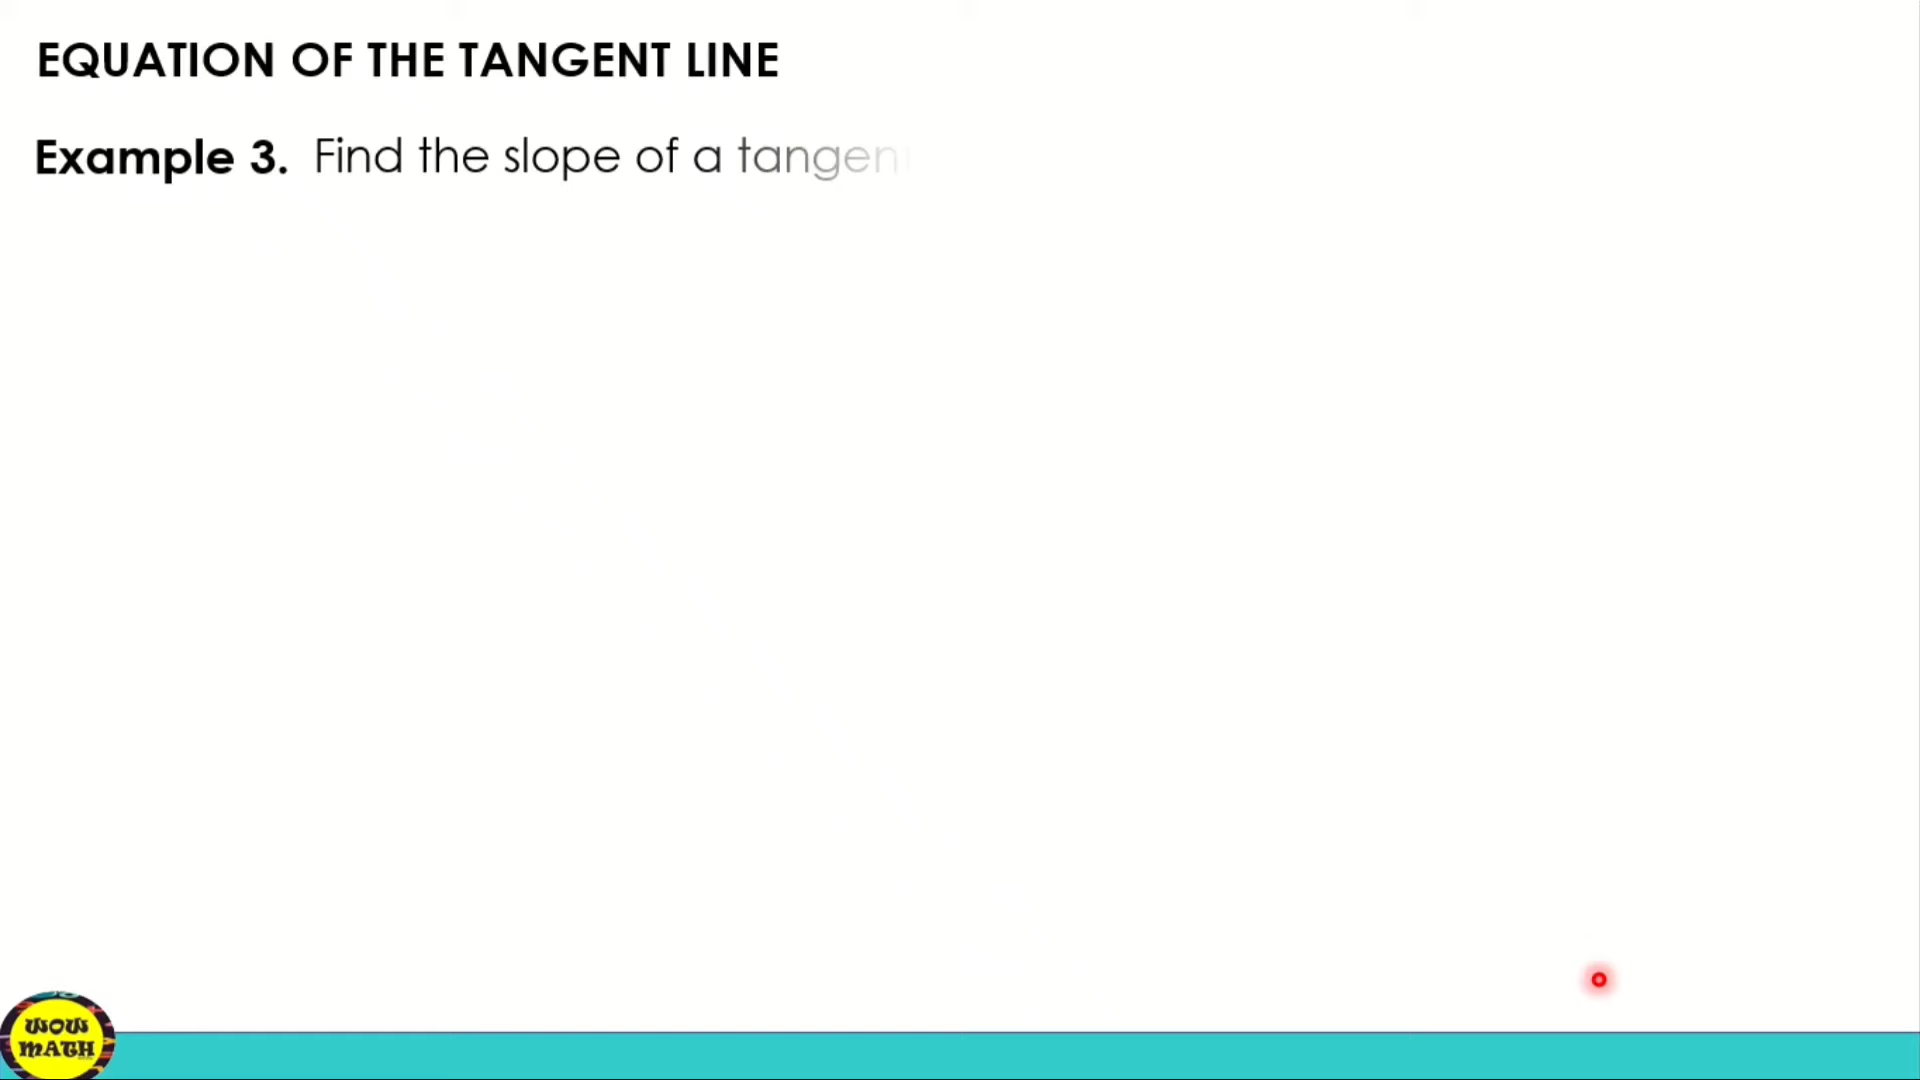 EQUATION OF THE TANGENT LINE
Example 3. Find the slope of a tangen
WOW
MATH